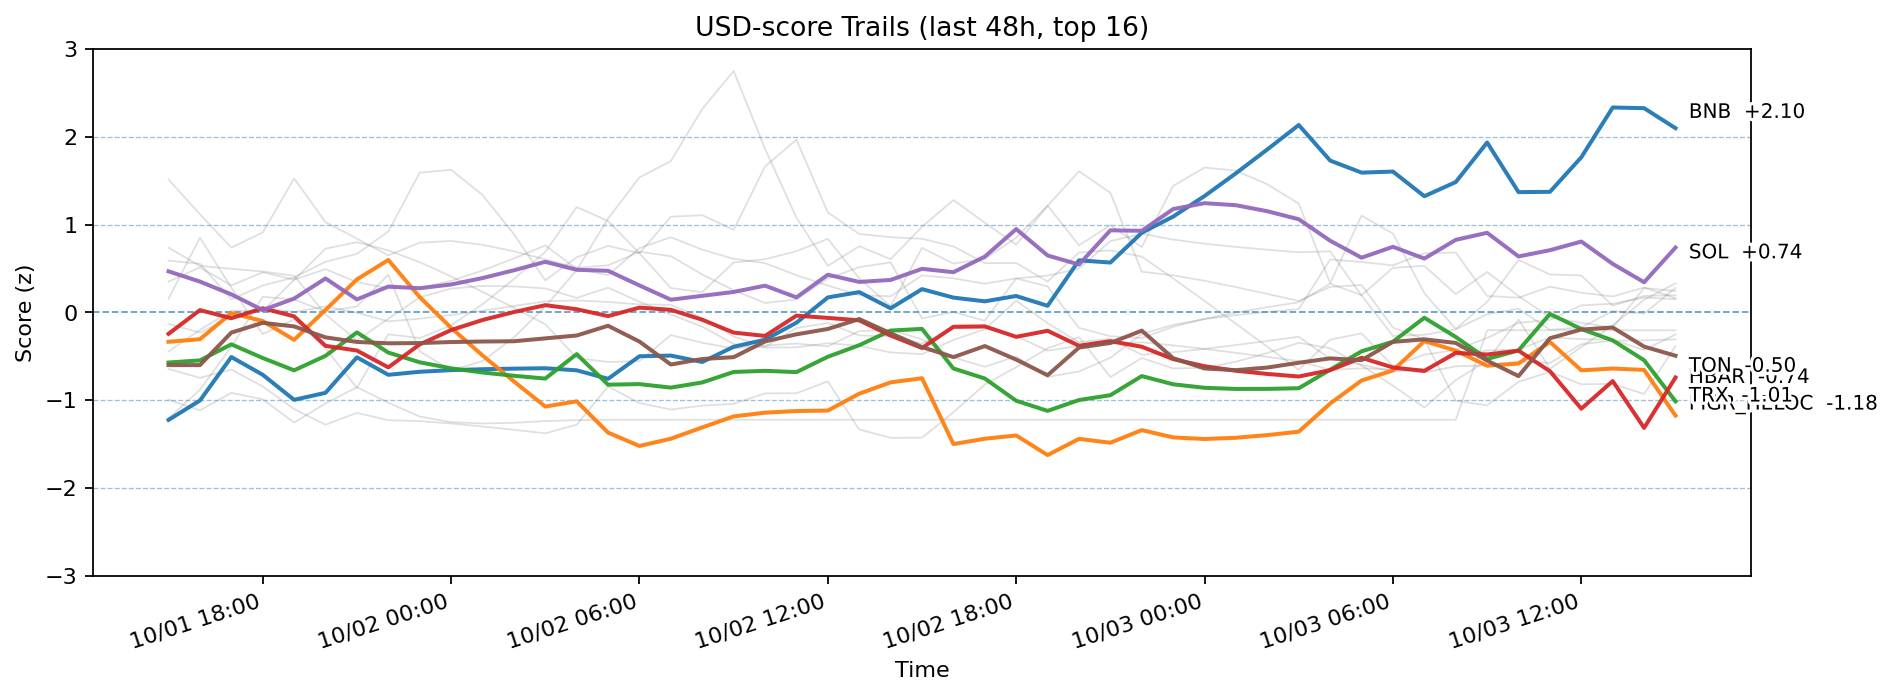 USD-score Trails (last 48h, top 16)
Score (z)
3
2
1
0
−1
−2
−3
BNB +2.10
SOL +0.74
TON -0.50
HBAR -0.74
TRX -1.01
-1.18
10/01 18:00
10/02 00:00
10/02 06:00
10/02 12:00
10/02 18:00
10/03 00:00
10/03 06:00
10/03 12:00
Time